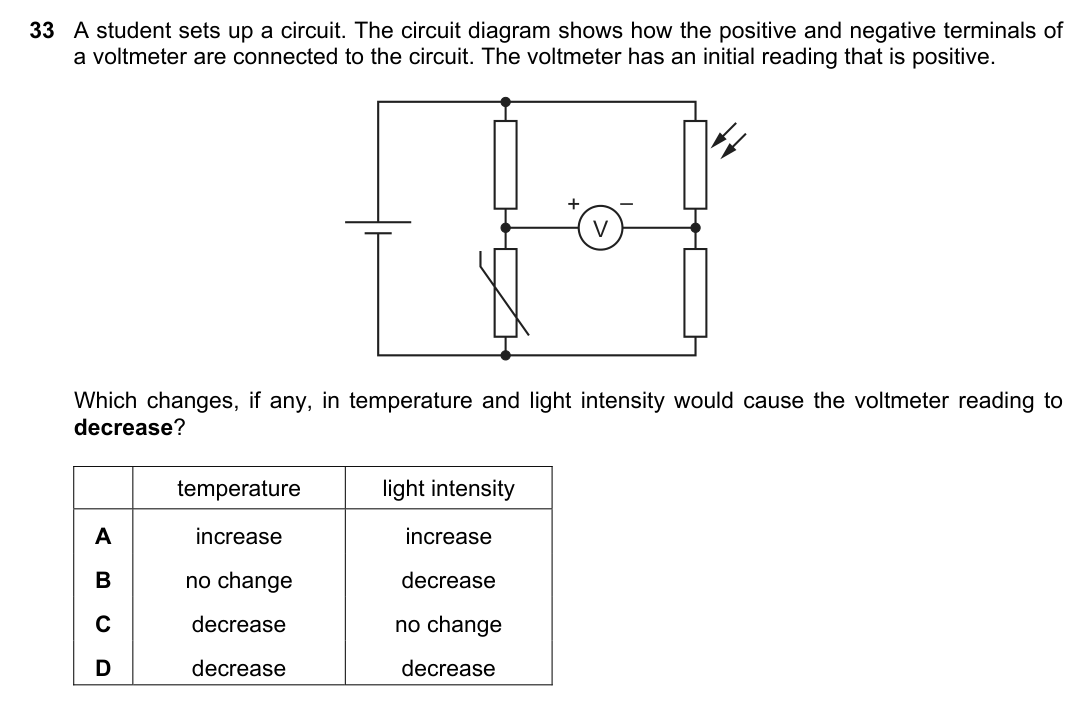 33 A student sets up a circuit. The circuit diagram shows how the positive and negative terminals of
a voltmeter are connected to the circuit. The voltmeter has an initial reading that is positive.
+ –
V
Which changes, if any, in temperature and light intensity would cause the voltmeter reading to
decrease?
temperature light intensity
A increase increase
B no change decrease
C decrease no change
D decrease decrease